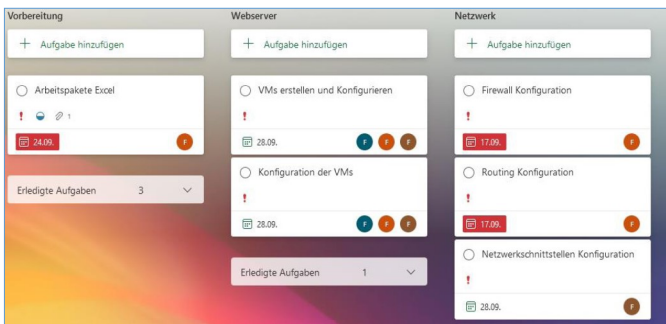 Vorbereitung
+ Aufgabe hinzufügen
Arbeitspakete Excel
! 1
24.09. F
Erledigte Aufgaben 3
Webserver
+ Aufgabe hinzufügen
VMs erstellen und Konfigurieren
!
28.09. F F F
Konfiguration der VMs
!
28.09. F F F
Erledigte Aufgaben 1
Netzwerk
+ Aufgabe hinzufügen
Firewall Konfiguration
!
17.09. F
Routing Konfiguration
!
17.09. F
Netzwerkschnittstellen Konfiguration
!
28.09. F